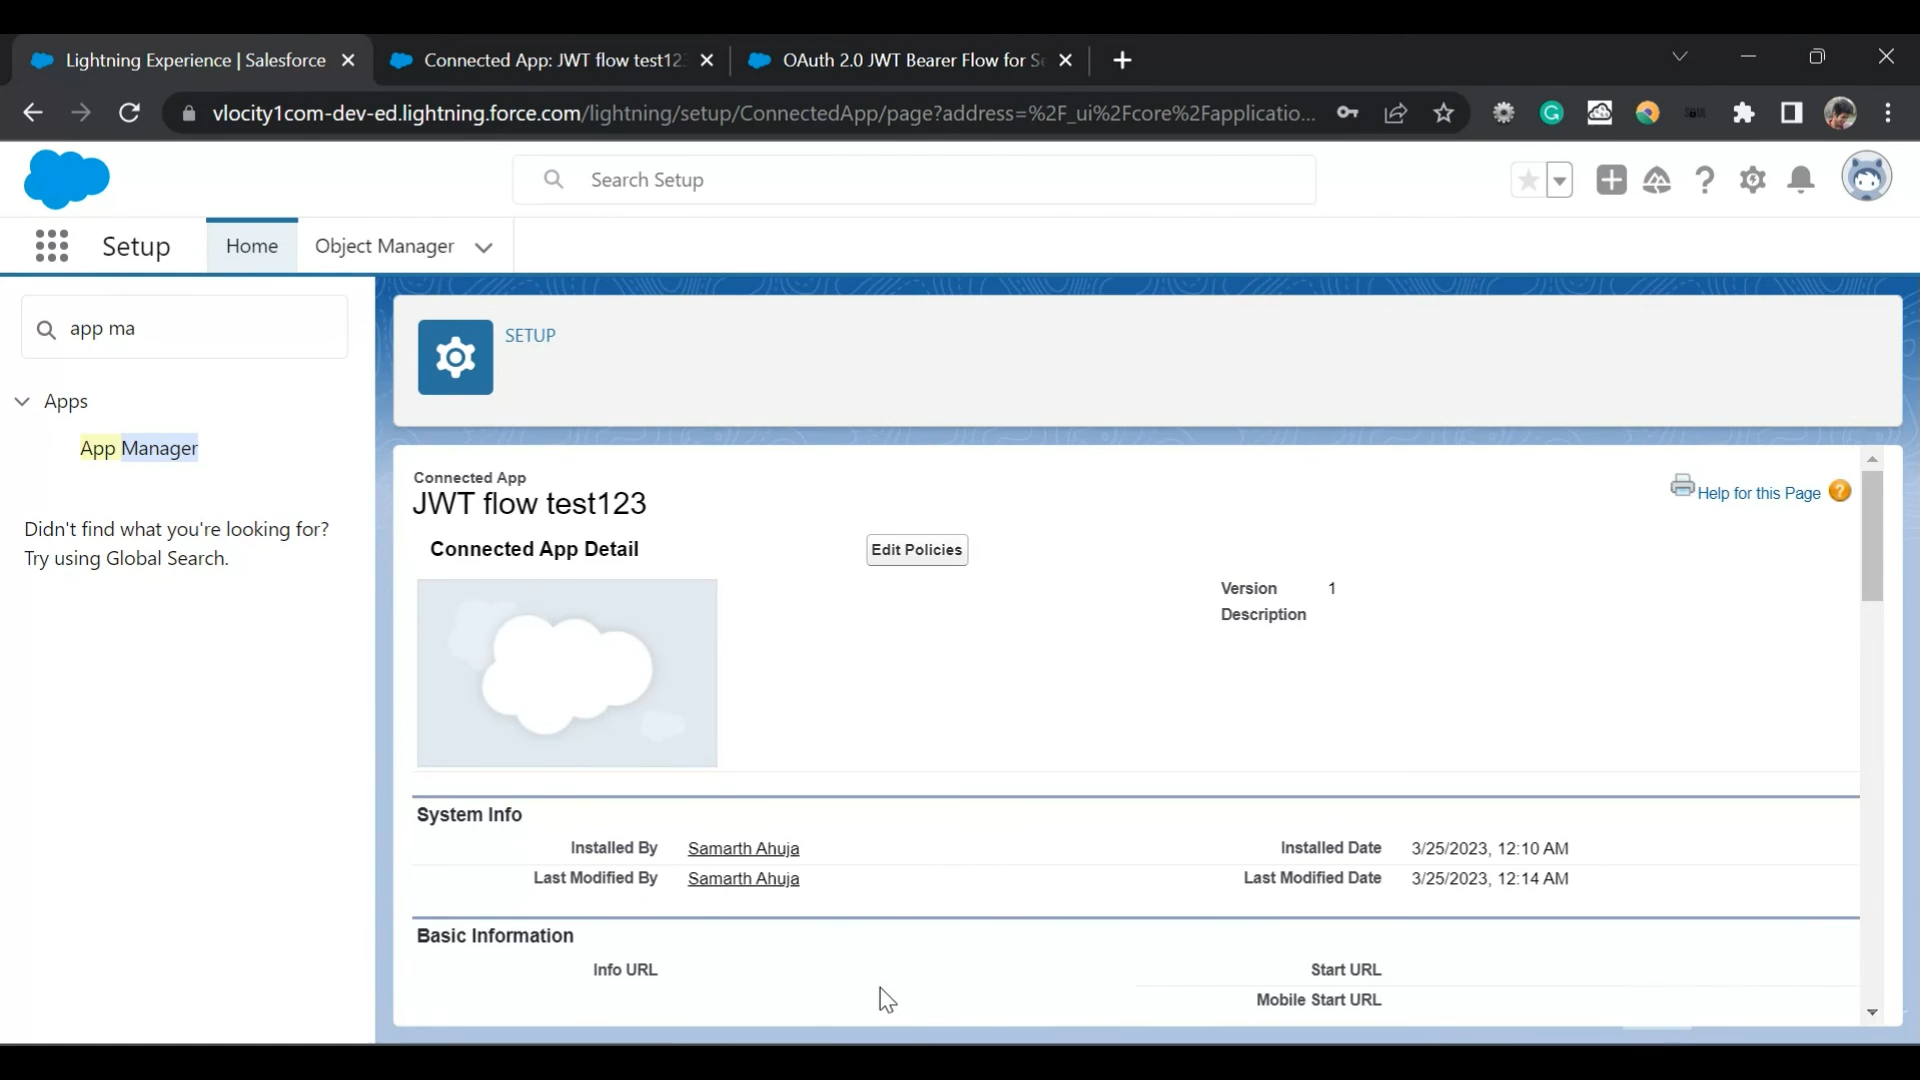 Lightning Experience | Salesforce
Connected App: JWT flow test12
OAuth 2.0 JWT Bearer Flow for Se
vlocity1com-dev-ed.lightning.force.com/lightning/setup/ConnectedApp/page?address=%2F_ui%2Fcore%2Fapplicatio...
Search Setup
Setup
Home
Object Manager
app ma
Apps
App Manager
Didn't find what you're looking for?
Try using Global Search.
SETUP
Connected App
JWT flow test123
Help for this Page
Connected App Detail
Edit Policies
Version 1
Description
System Info
Installed By Samarth Ahuja
Installed Date 3/25/2023, 12:10 AM
Last Modified By Samarth Ahuja
Last Modified Date 3/25/2023, 12:14 AM
Basic Information
Info URL
Start URL
Mobile Start URL